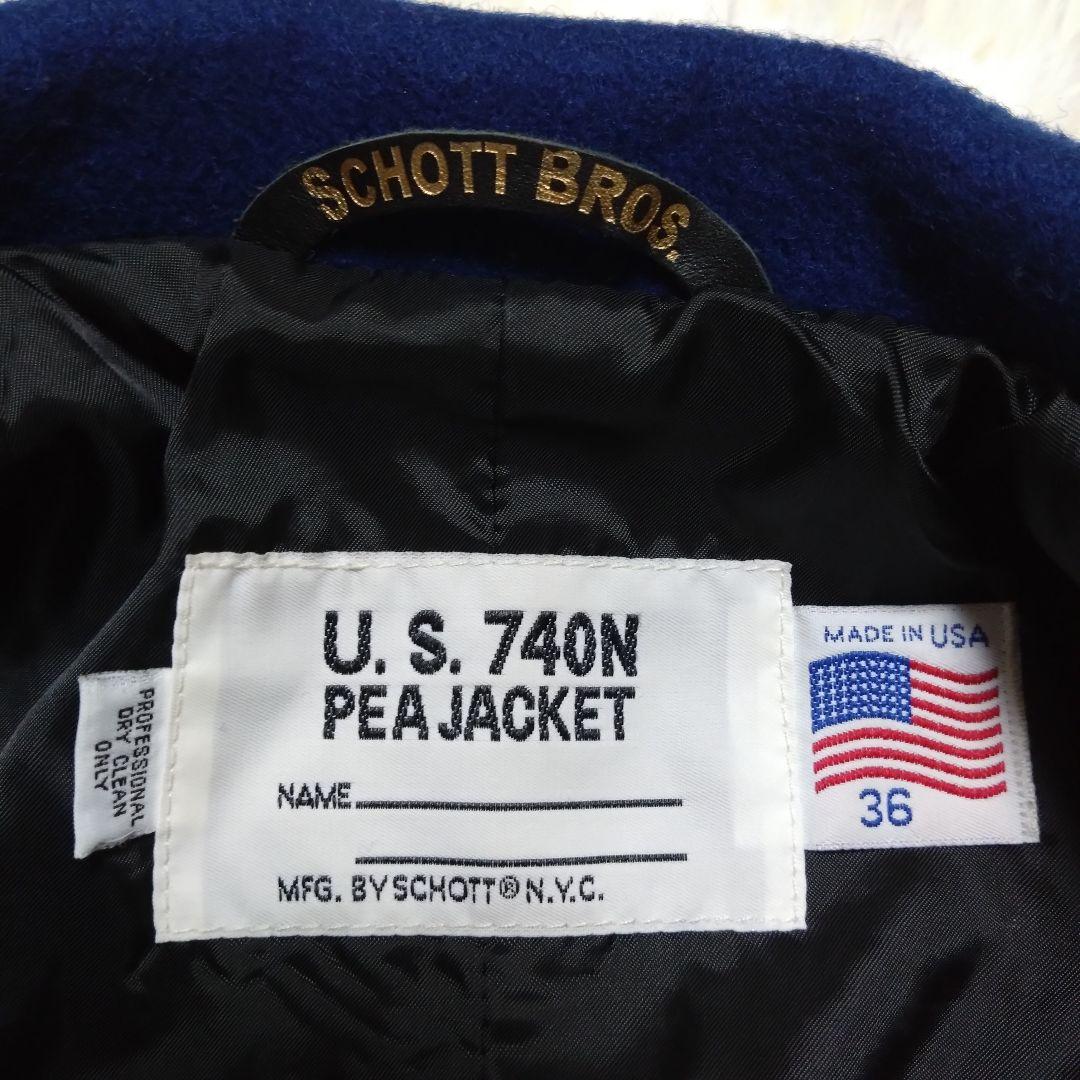 SCHOTT BROS.
U. S. 740N
PEA JACKET
NAME
MFG. BY SCHOTT® N.Y.C.
PROFESSIONAL
DRY CLEAN
ONLY
MADE IN USA
36